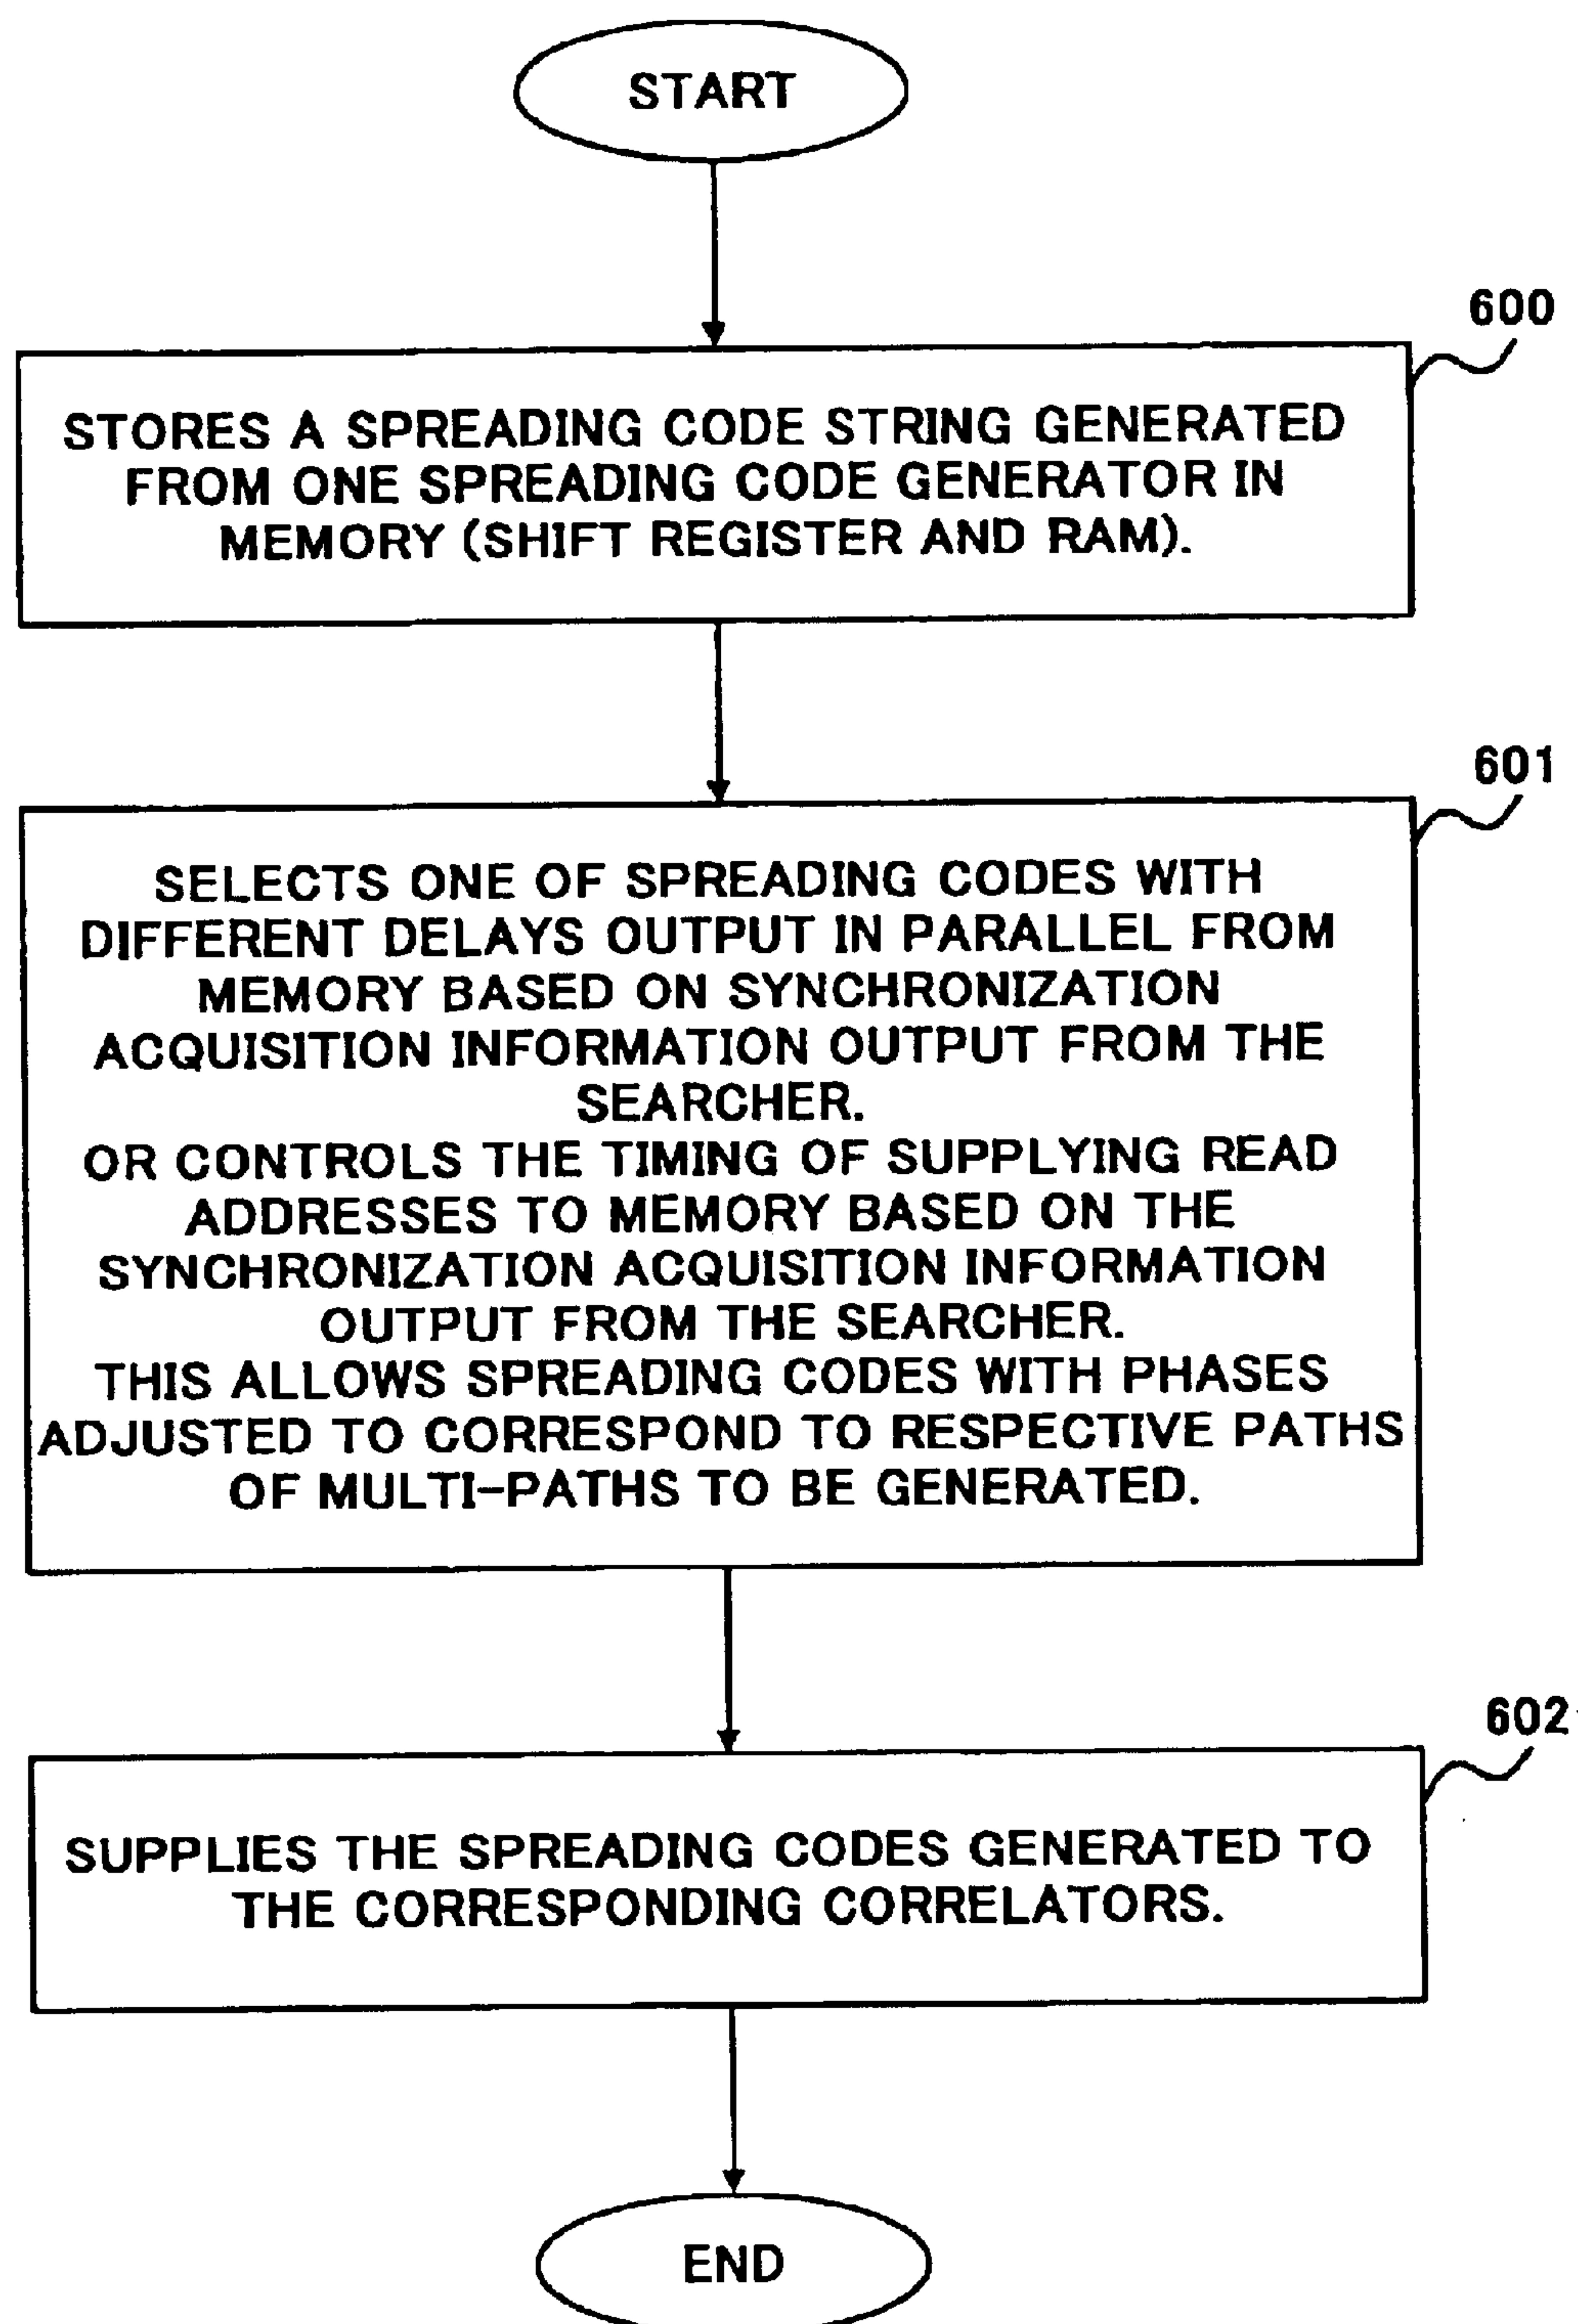 START
600
STORES A SPREADING CODE STRING GENERATED
FROM ONE SPREADING CODE GENERATOR IN
MEMORY (SHIFT REGISTER AND RAM).
601
SELECTS ONE OF SPREADING CODES WITH
DIFFERENT DELAYS OUTPUT IN PARALLEL FROM
MEMORY BASED ON SYNCHRONIZATION
ACQUISITION INFORMATION OUTPUT FROM THE
SEARCHER.
OR CONTROLS THE TIMING OF SUPPLYING READ
ADDRESSES TO MEMORY BASED ON THE
SYNCHRONIZATION ACQUISITION INFORMATION
OUTPUT FROM THE SEARCHER.
THIS ALLOWS SPREADING CODES WITH PHASES
ADJUSTED TO CORRESPOND TO RESPECTIVE PATHS
OF MULTI-PATHS TO BE GENERATED.
602
SUPPLIES THE SPREADING CODES GENERATED TO
THE CORRESPONDING CORRELATORS.
END